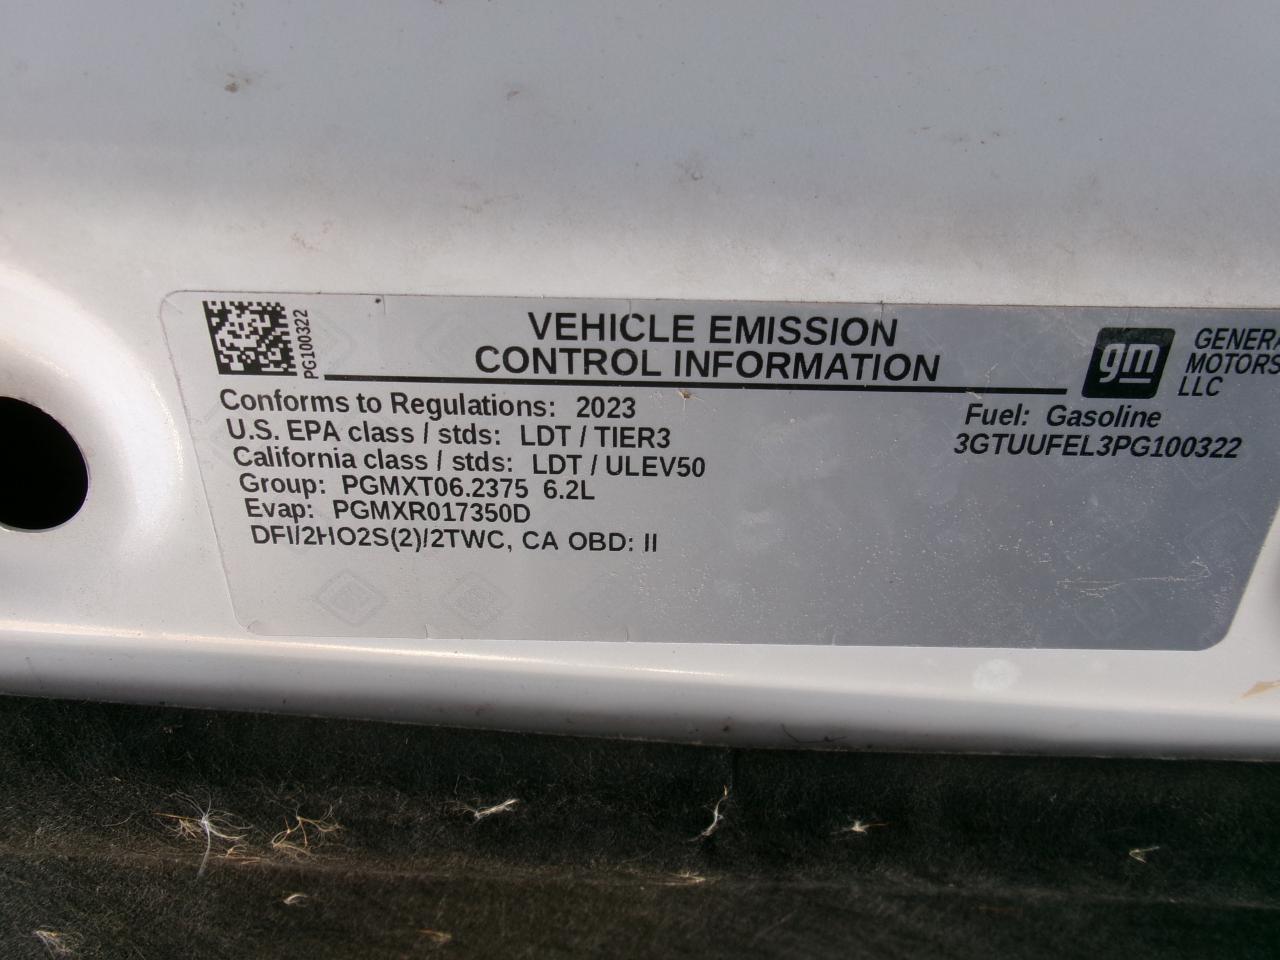 PG100322
VEHICLE EMISSION
CONTROL INFORMATION
gm
GENERA
MOTORS
LLC
Conforms to Regulations: 2023
U.S. EPA class / stds: LDT / TIER3
California class / stds: LDT / ULEV50
Group: PGMXT06.2375 6.2L
Evap: PGMXR017350D
DFI/2HO2S(2)/2TWC, CA OBD: II
Fuel: Gasoline
3GTUUFEL3PG100322